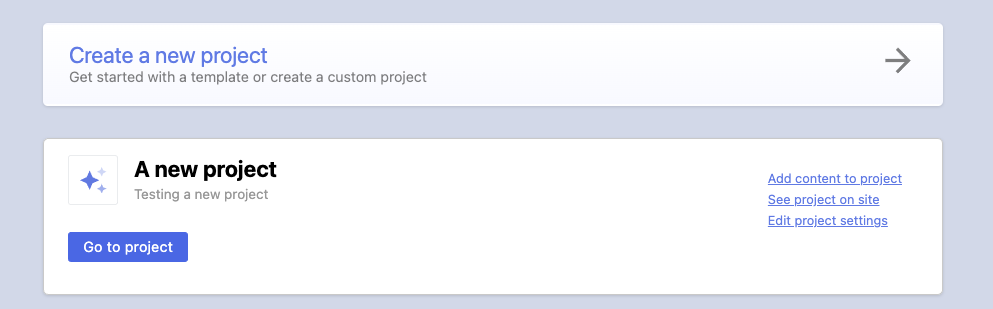 Create a new project
Get started with a template or create a custom project
A new project
Testing a new project
Add content to project
See project on site
Edit project settings
Go to project